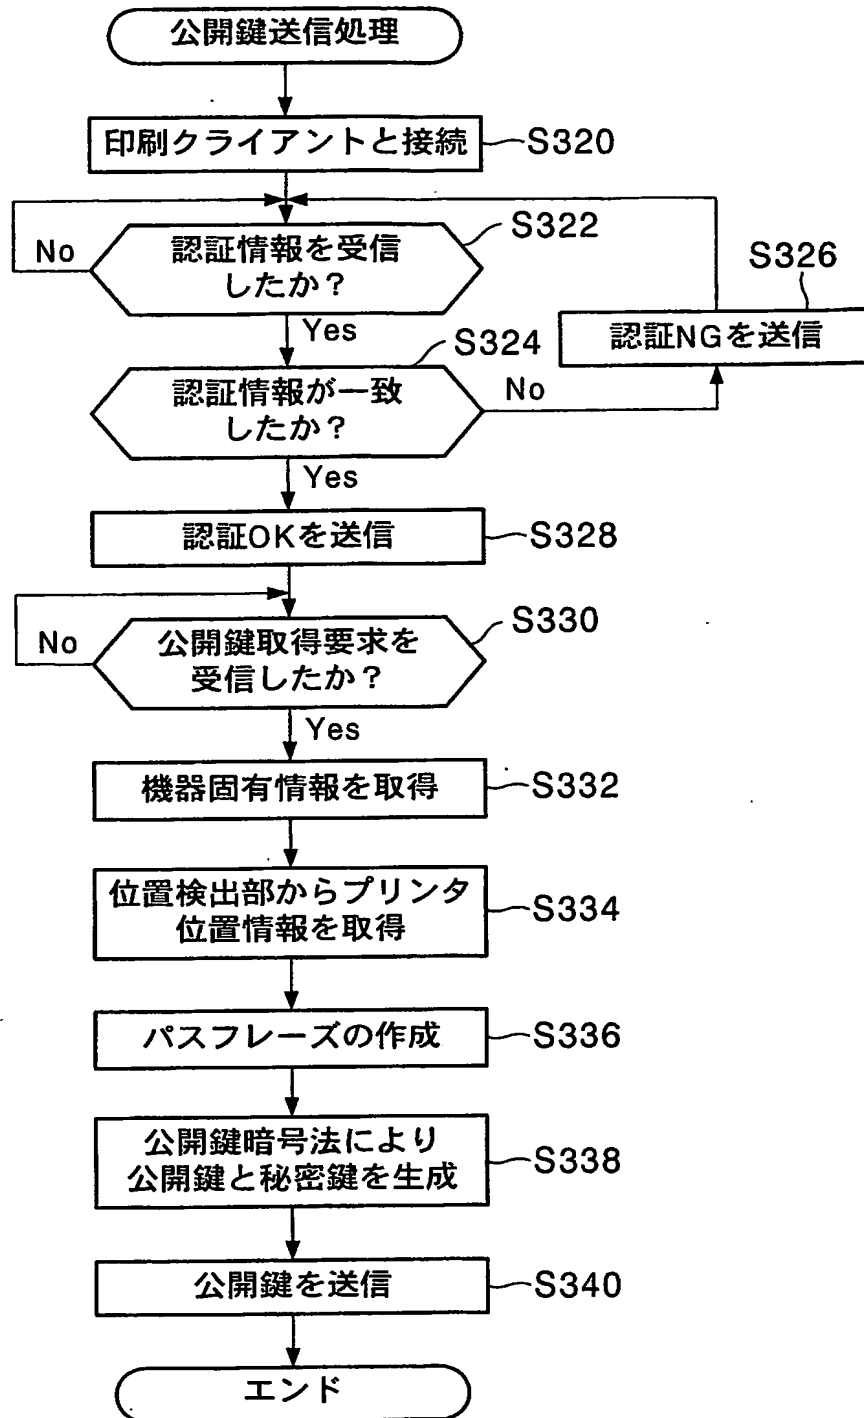 公開鍵送信処理
印刷クライアントと接続
S320
認証情報を受信
したか？
S322
No
Yes
S326
認証NGを送信
S324
認証情報が一致
したか？
No
Yes
認証OKを送信
S328
公開鍵取得要求を
受信したか？
S330
No
Yes
機器固有情報を取得
S332
位置検出部からプリンタ
位置情報を取得
S334
パスフレーズの作成
S336
公開鍵暗号法により
公開鍵と秘密鍵を生成
S338
公開鍵を送信
S340
エンド